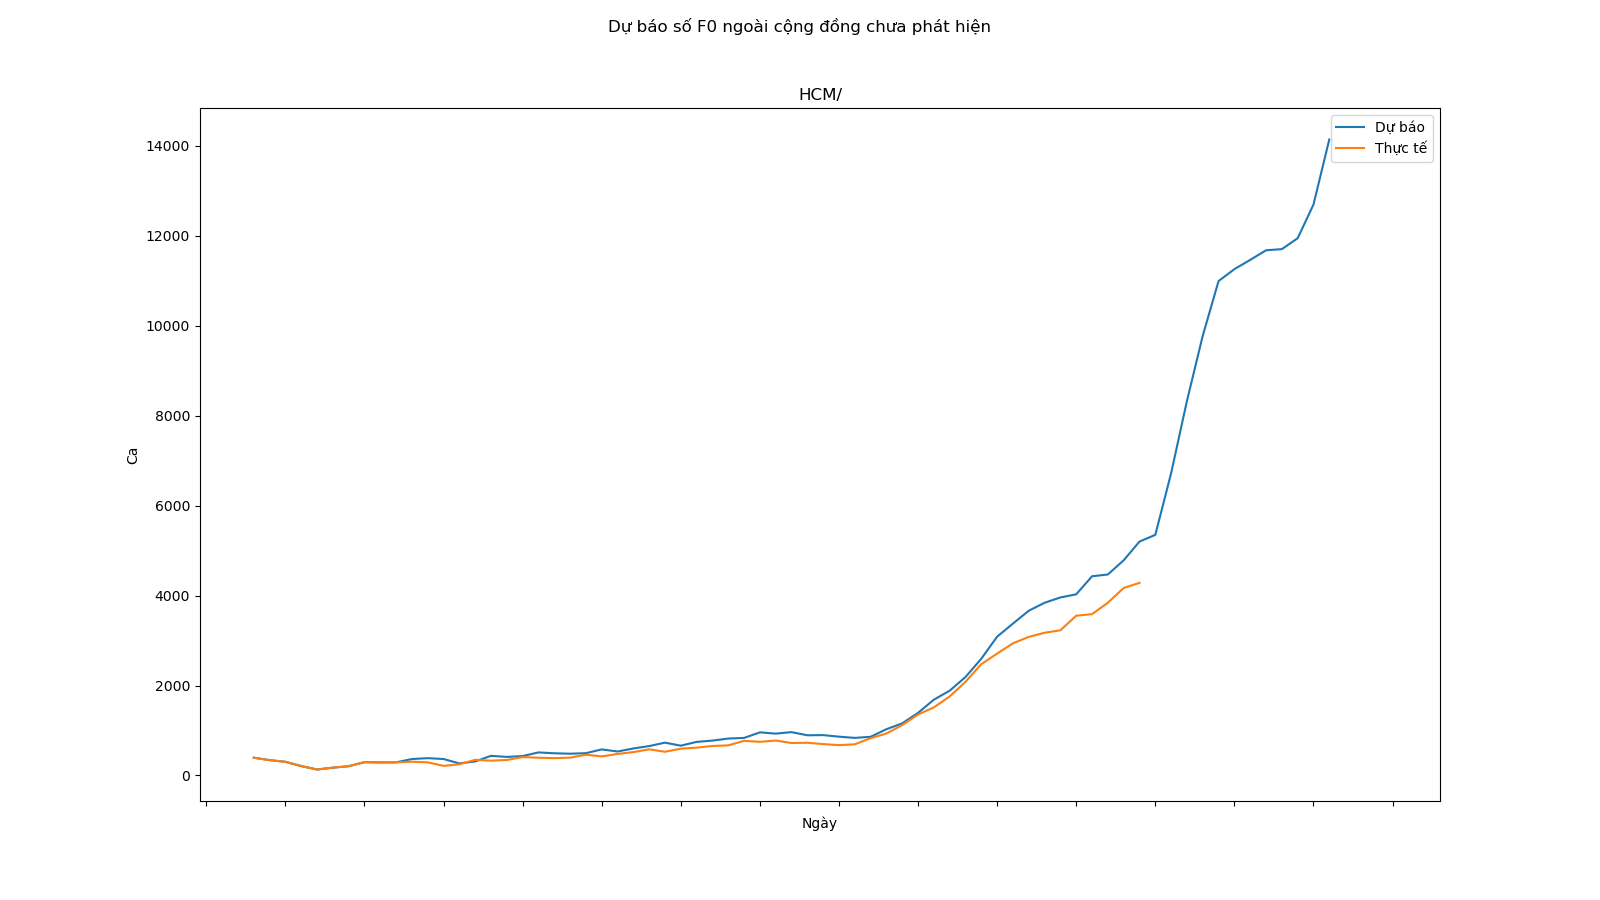 Dự báo số F0 ngoài cộng đồng chưa phát hiện
HCM/
Dự báo
Thực tế
14000
12000
10000
8000
6000
4000
2000
0
Ca
Ngày